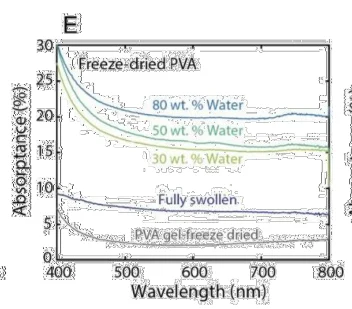 E
Freeze-dried PVA
Absorptance (%)
30
25
20
15
10
5
0
80 wt. % Water
50 wt. % Water
30 wt. % Water
Fully swollen
PVA gel-freeze dried
400
500
600
700
800
Wavelength (nm)